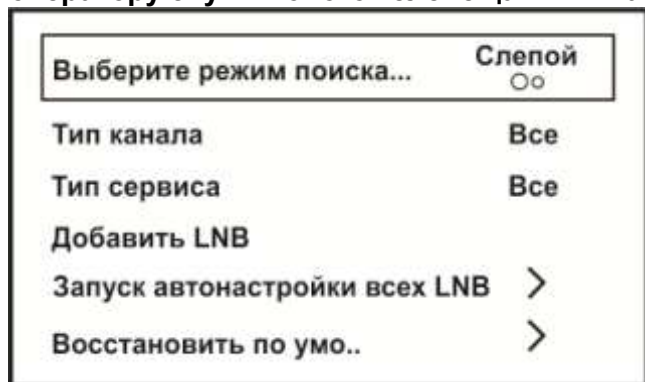 Выберите режим поиска... Слепой
Тип канала Все
Тип сервиса Все
Добавить LNB
Запуск автонастройки всех LNB >
Восстановить по умо.. >